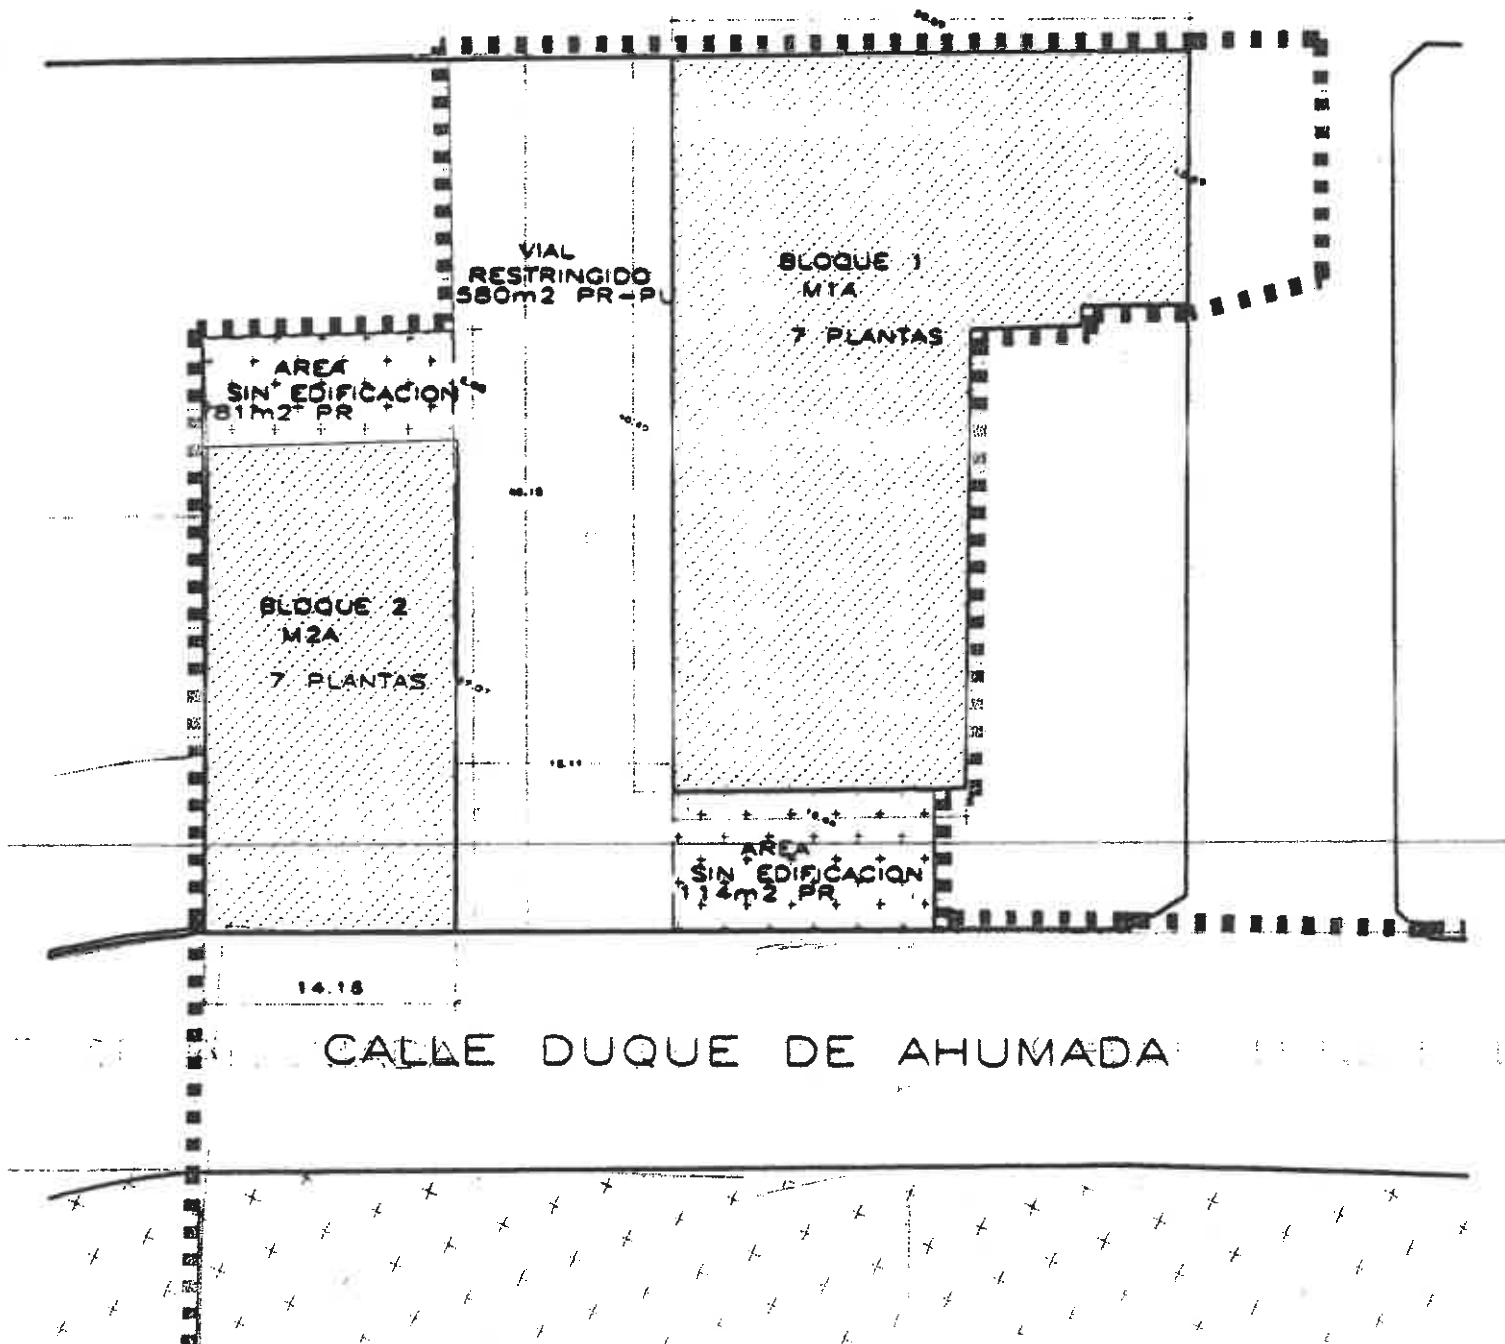 VIAL
RESTRINGIDO
580m2 PR-PU
BLOQUE 1
M1A
7 PLANTAS
AREA
SIN EDIFICACION
81m2 PR
BLOQUE 2
M2A
7 PLANTAS
AREA
SIN EDIFICACION
114m2 PR
14.18
CALLE DUQUE DE AHUMADA